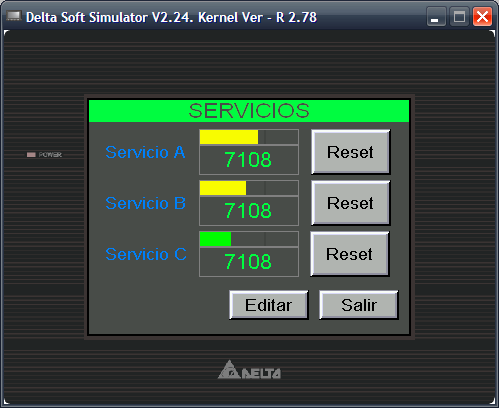 Delta Soft Simulator V2.24. Kernel Ver - R 2.78
SERVICIOS
POWER
Servicio A
7108
Reset
Servicio B
7108
Reset
Servicio C
7108
Reset
Editar
Salir
DELTA